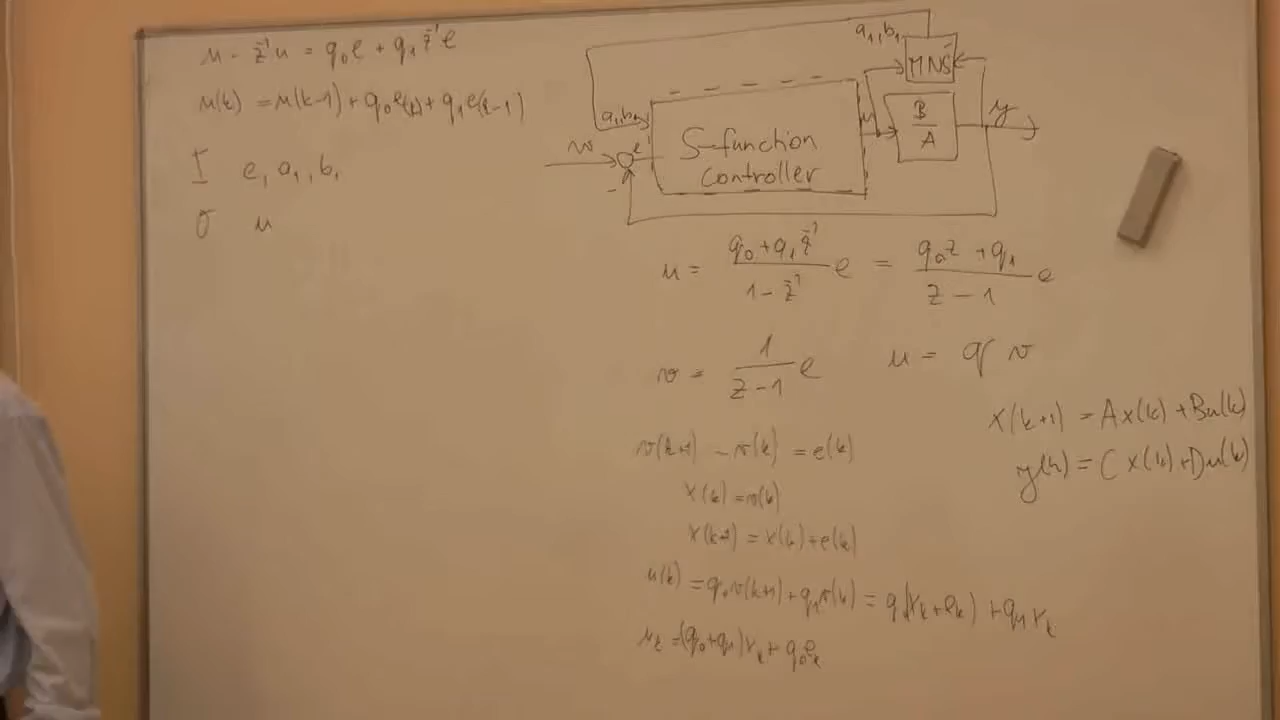 u - z⁻¹u = q₀e + q₁z⁻¹e
u(k) = u(k-1) + q₀e(k) + q₁e(k-1)
I e, a₁, b₁
O u
a₁, b₁
MNŠ
a₁, b₁
w
e
-
S-function
controller
u
B/A
y
u = (q₀ + q₁z⁻¹)/(1 - z⁻¹) e = (q₀z + q₁)/(z - 1) e
v = 1/(z - 1) e u = q v
x(k+1) = Ax(k) + Bu(k)
y(k) = Cx(k) + Du(k)
v(k+1) - v(k) = e(k)
x(k) = v(k)
x(k+1) = x(k) + e(k)
u(k) = q₀v(k+1) + q₁v(k) = q₀(xₖ + eₖ) + q₁xₖ
uₖ = (q₀ + q₁)xₖ + q₀eₖ